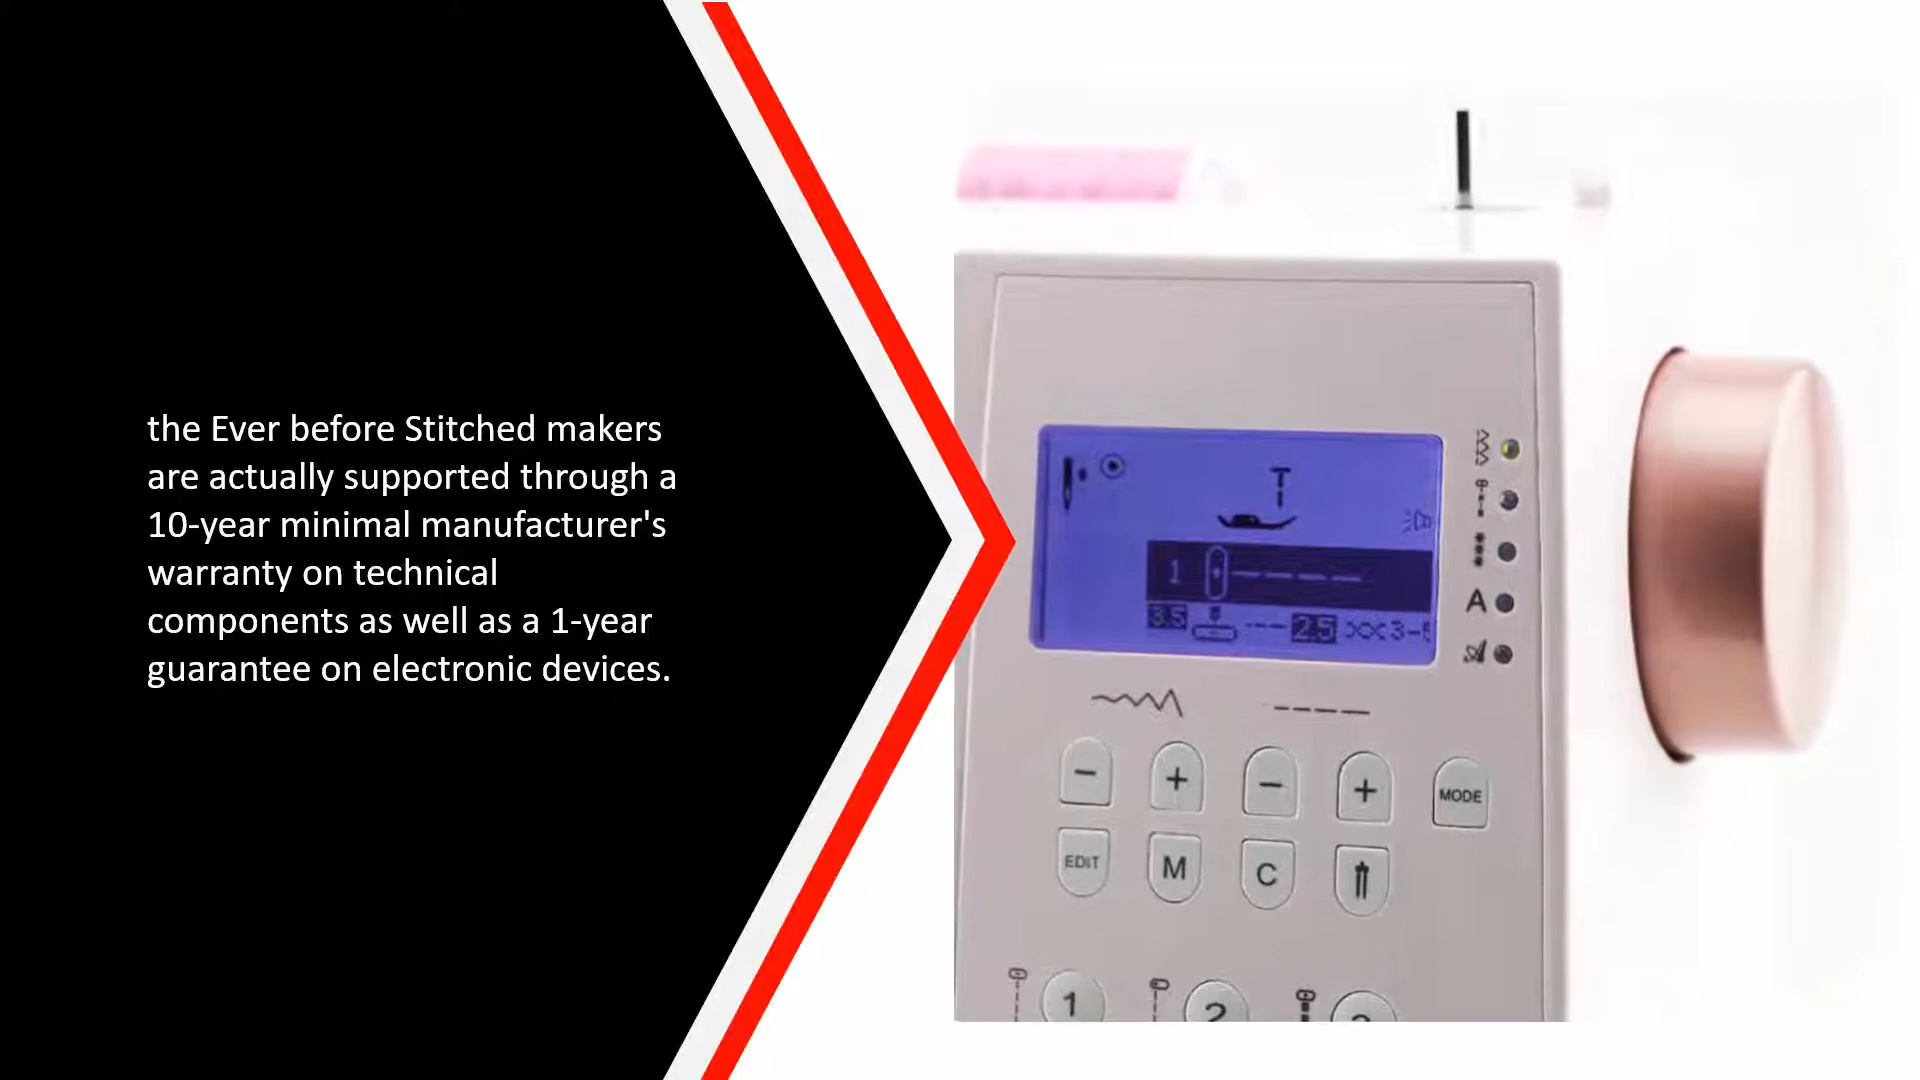 the Ever before Stitched makers
are actually supported through a
10-year minimal manufacturer's
warranty on technical
components as well as a 1-year
guarantee on electronic devices.
T
1
3.5
2.5
A
- + - + MODE
EDIT M C
1 2